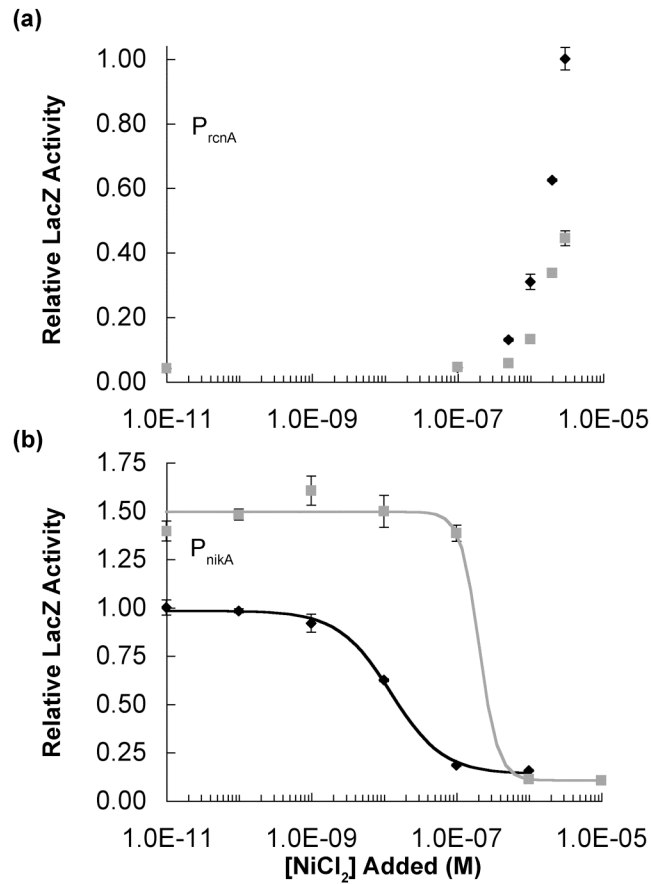 (a)
1.00
P_rcnA
0.80
0.60
0.40
0.20
0.00
Relative LacZ Activity
1.0E-11 1.0E-09 1.0E-07 1.0E-05
(b)
1.75
1.50
P_nikA
1.25
1.00
0.75
0.50
0.25
0.00
Relative LacZ Activity
1.0E-11 1.0E-09 1.0E-07 1.0E-05
[NiCl₂] Added (M)